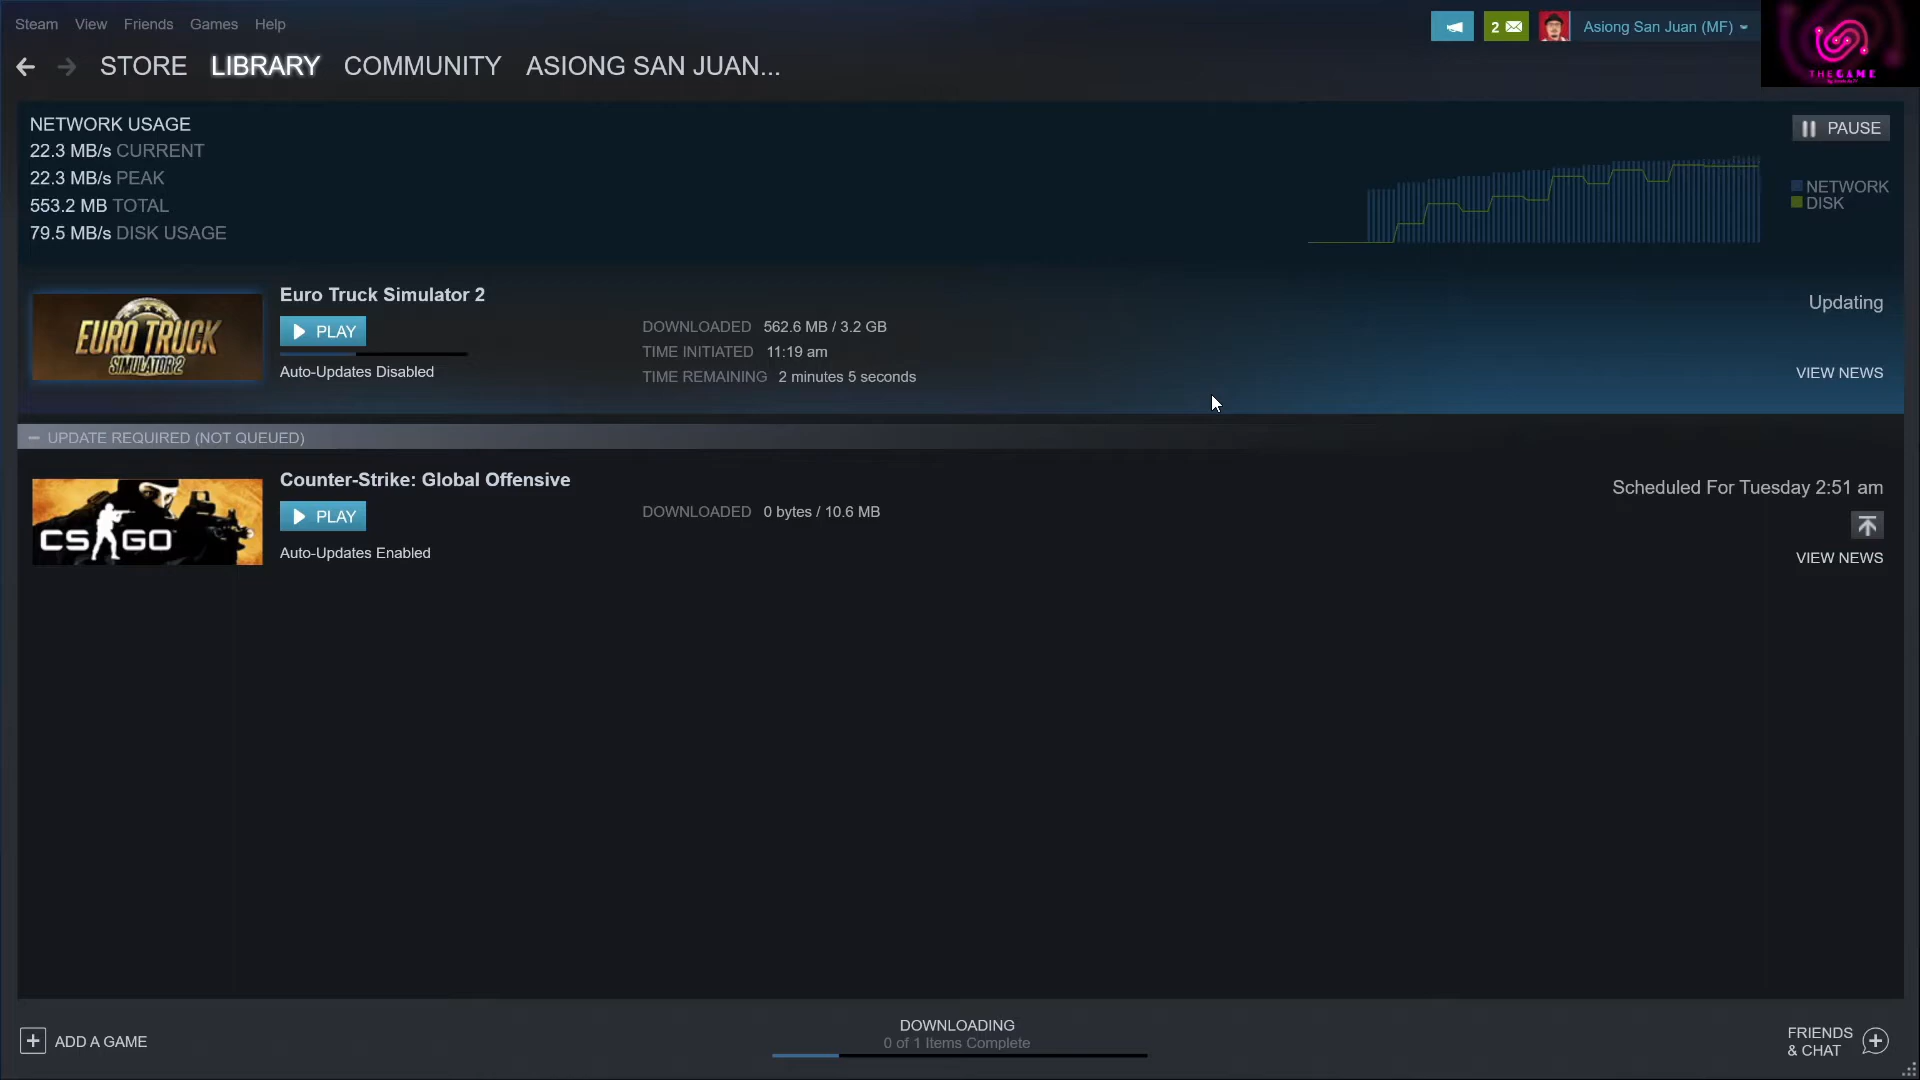 Steam View Friends Games Help
2
Asiong San Juan (MF)
THEGAME
STORE LIBRARY COMMUNITY ASIONG SAN JUAN...
NETWORK USAGE
22.3 MB/s CURRENT
22.3 MB/s PEAK
553.2 MB TOTAL
79.5 MB/s DISK USAGE
PAUSE
NETWORK
DISK
EURO TRUCK
SIMULATOR 2
Euro Truck Simulator 2
PLAY
Auto-Updates Disabled
DOWNLOADED 562.6 MB / 3.2 GB
TIME INITIATED 11:19 am
TIME REMAINING 2 minutes 5 seconds
Updating
VIEW NEWS
UPDATE REQUIRED (NOT QUEUED)
CS GO
Counter-Strike: Global Offensive
PLAY
Auto-Updates Enabled
DOWNLOADED 0 bytes / 10.6 MB
Scheduled For Tuesday 2:51 am
VIEW NEWS
ADD A GAME
DOWNLOADING
0 of 1 Items Complete
FRIENDS
& CHAT